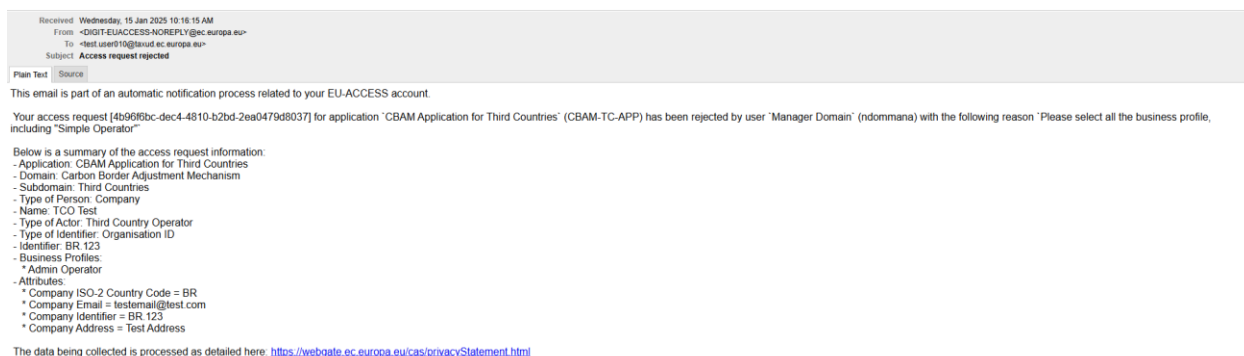 Received Wednesday, 15 Jan 2025 10:16:15 AM
From <DIGIT-EUACCESS-NOREPLY@ec.europa.eu>
To <test.user010@taxud.ec.europa.eu>
Subject Access request rejected
Plain Text Source
This email is part of an automatic notification process related to your EU-ACCESS account.
Your access request [4b96f6bc-dec4-4810-b2bd-2ea0479d8037] for application `CBAM Application for Third Countries` (CBAM-TC-APP) has been rejected by user `Manager Domain` (ndommana) with the following reason `Please select all the business profile,
including "Simple Operator"`
Below is a summary of the access request information:
- Application: CBAM Application for Third Countries
- Domain: Carbon Border Adjustment Mechanism
- Subdomain: Third Countries
- Type of Person: Company
- Name: TCO Test
- Type of Actor: Third Country Operator
- Type of Identifier: Organisation ID
- Identifier: BR.123
- Business Profiles:
* Admin Operator
- Attributes:
* Company ISO-2 Country Code = BR
* Company Email = testemail@test.com
* Company Identifier = BR.123
* Company Address = Test Address
The data being collected is processed as detailed here: https://webgate.ec.europa.eu/cas/privacyStatement.html